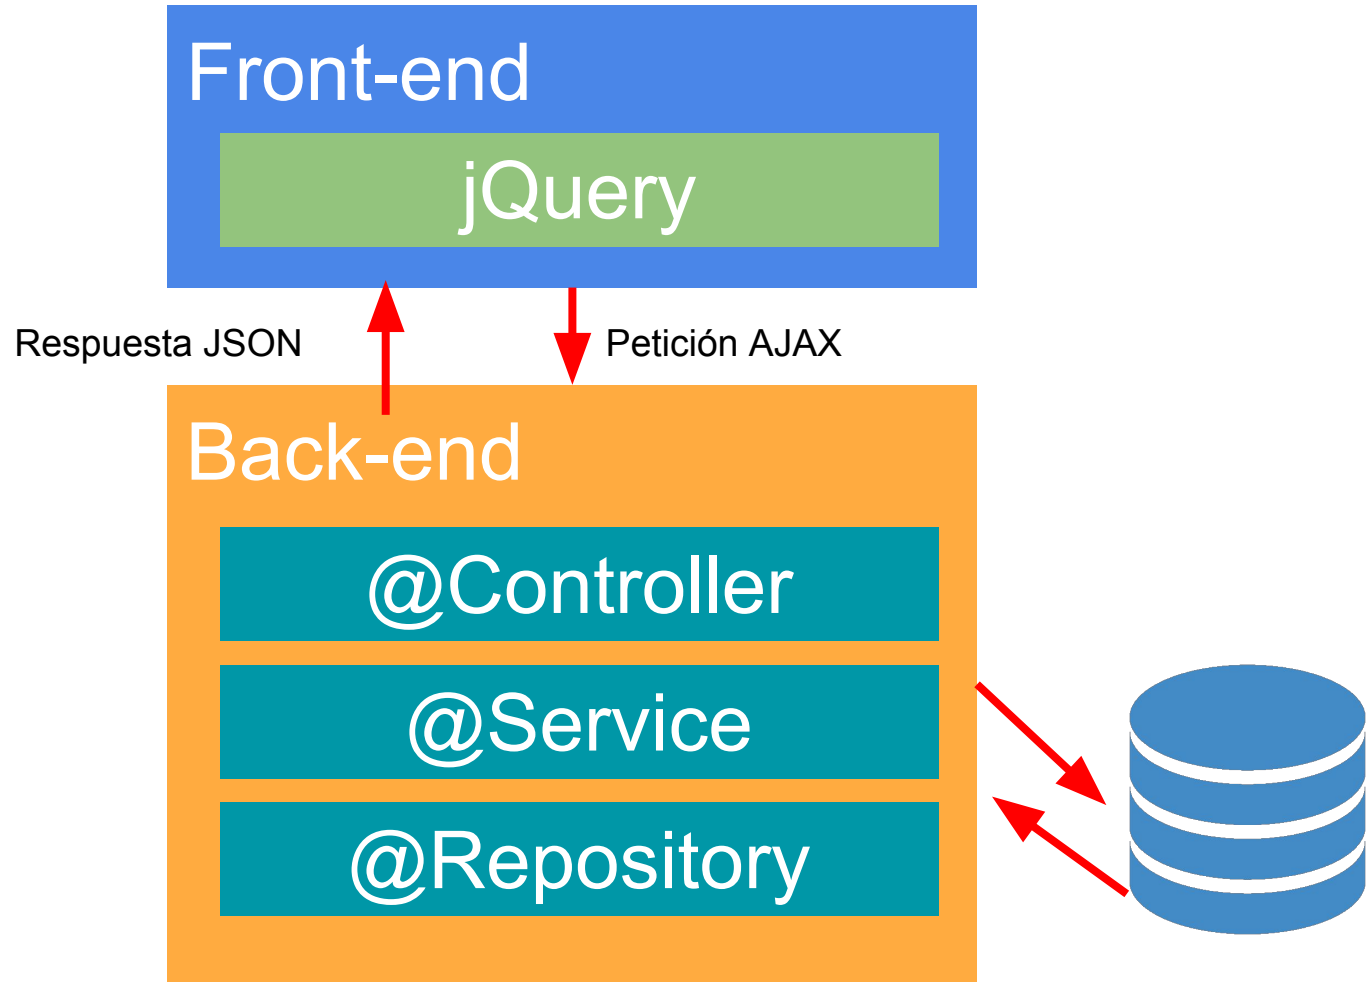 Front-end
jQuery
Respuesta JSON
Petición AJAX
Back-end
@Controller
@Service
@Repository